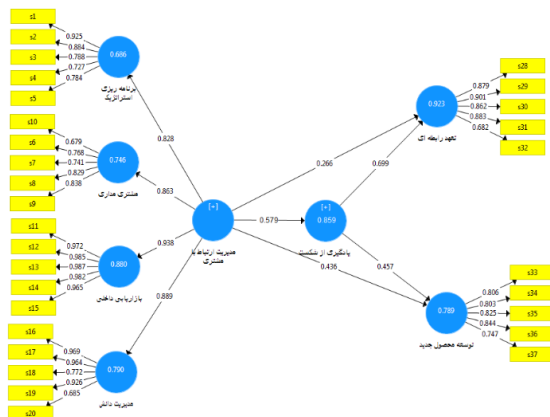 s1
s2
s3
s4
s5
0.925
0.884
0.788
0.727
0.784
0.686
برنامه ریزی
استراتژیک
s10
s6
s7
s8
s9
0.679
0.768
0.741
0.829
0.838
0.746
مشتری مداری
s11
s12
s13
s14
s15
0.972
0.985
0.987
0.982
0.965
0.880
بازاریابی داخلی
s16
s17
s18
s19
s20
0.969
0.964
0.772
0.926
0.685
0.790
مدیریت دانش
0.828
0.863
0.938
0.889
[+]
مدیریت ارتباط با
مشتری
0.579
0.266
0.436
[+]
0.859
یادگیری از شکست
0.699
0.457
0.923
تعهد رابطه ای
0.879
0.901
0.862
0.883
0.682
s28
s29
s30
s31
s32
0.789
توسعه محصول جدید
0.806
0.803
0.825
0.844
0.747
s33
s34
s35
s36
s37